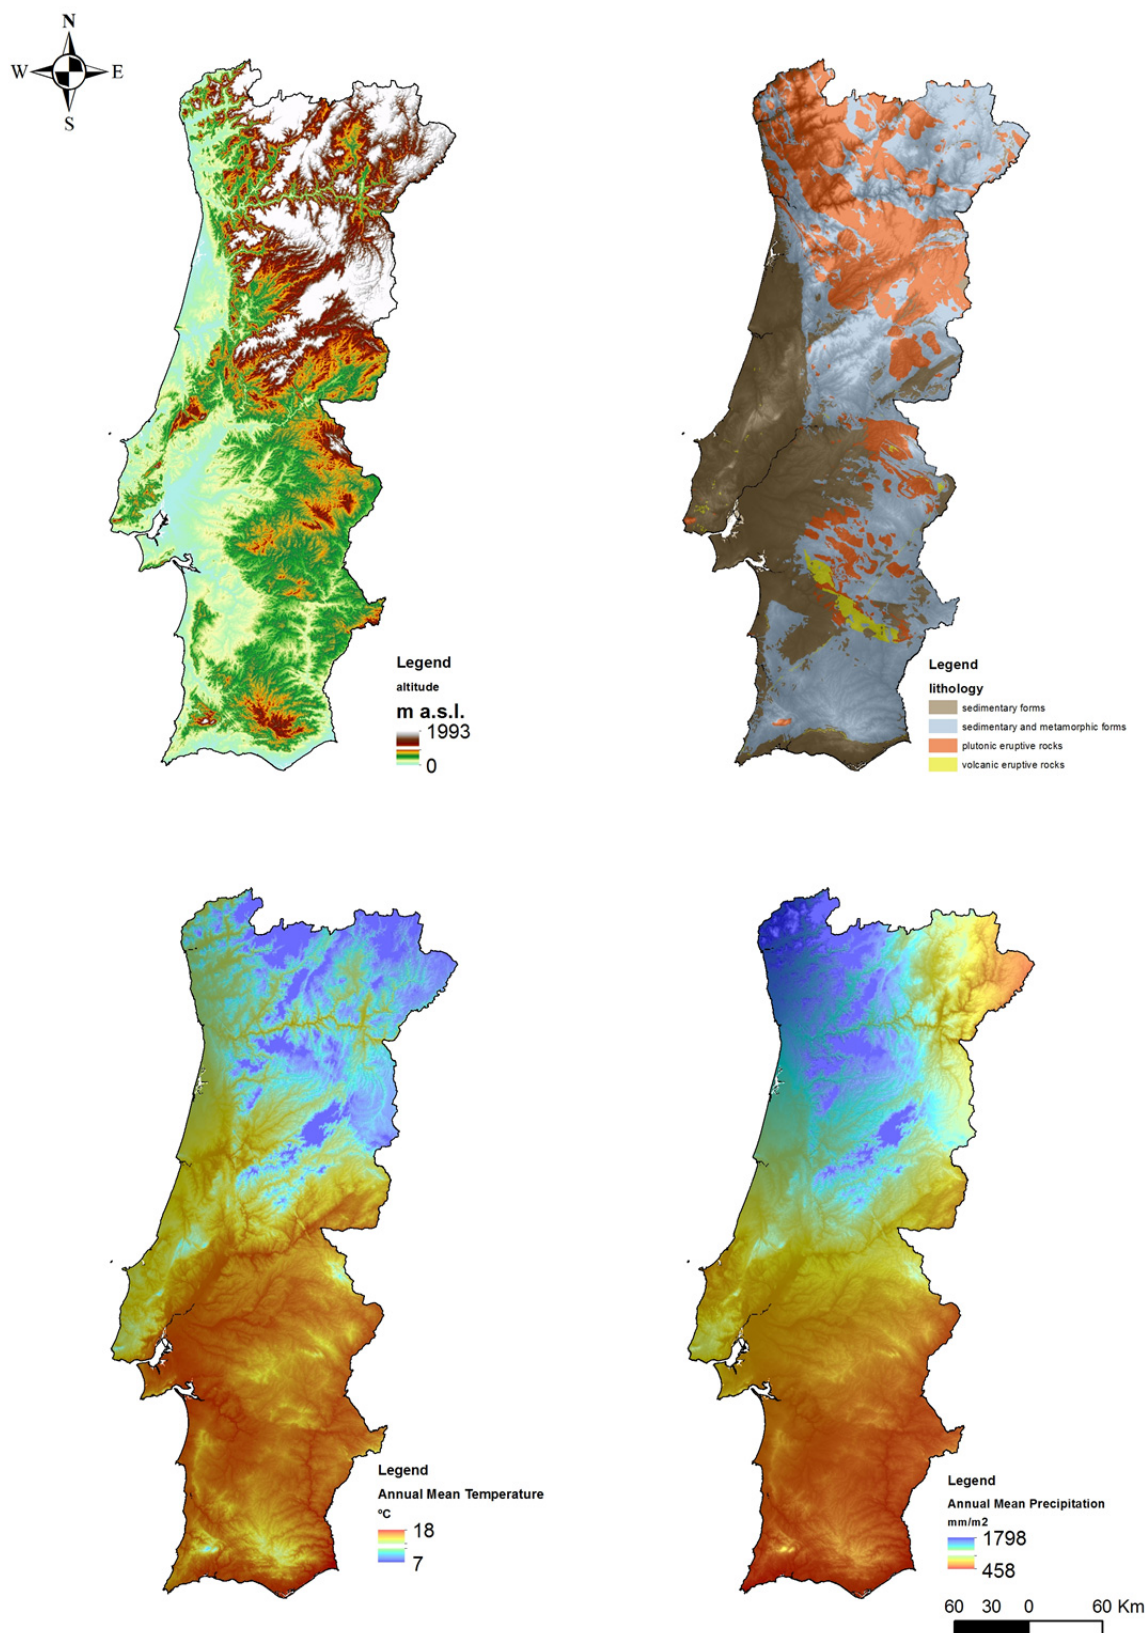 N
W E
S
Legend
altitude
m a.s.l.
1993
0
Legend
lithology
sedimentary forms
sedimentary and metamorphic forms
plutonic eruptive rocks
volcanic eruptive rocks
Legend
Annual Mean Temperature
ºC
18
7
Legend
Annual Mean Precipitation
mm/m2
1798
458
60 30 0 60 Km